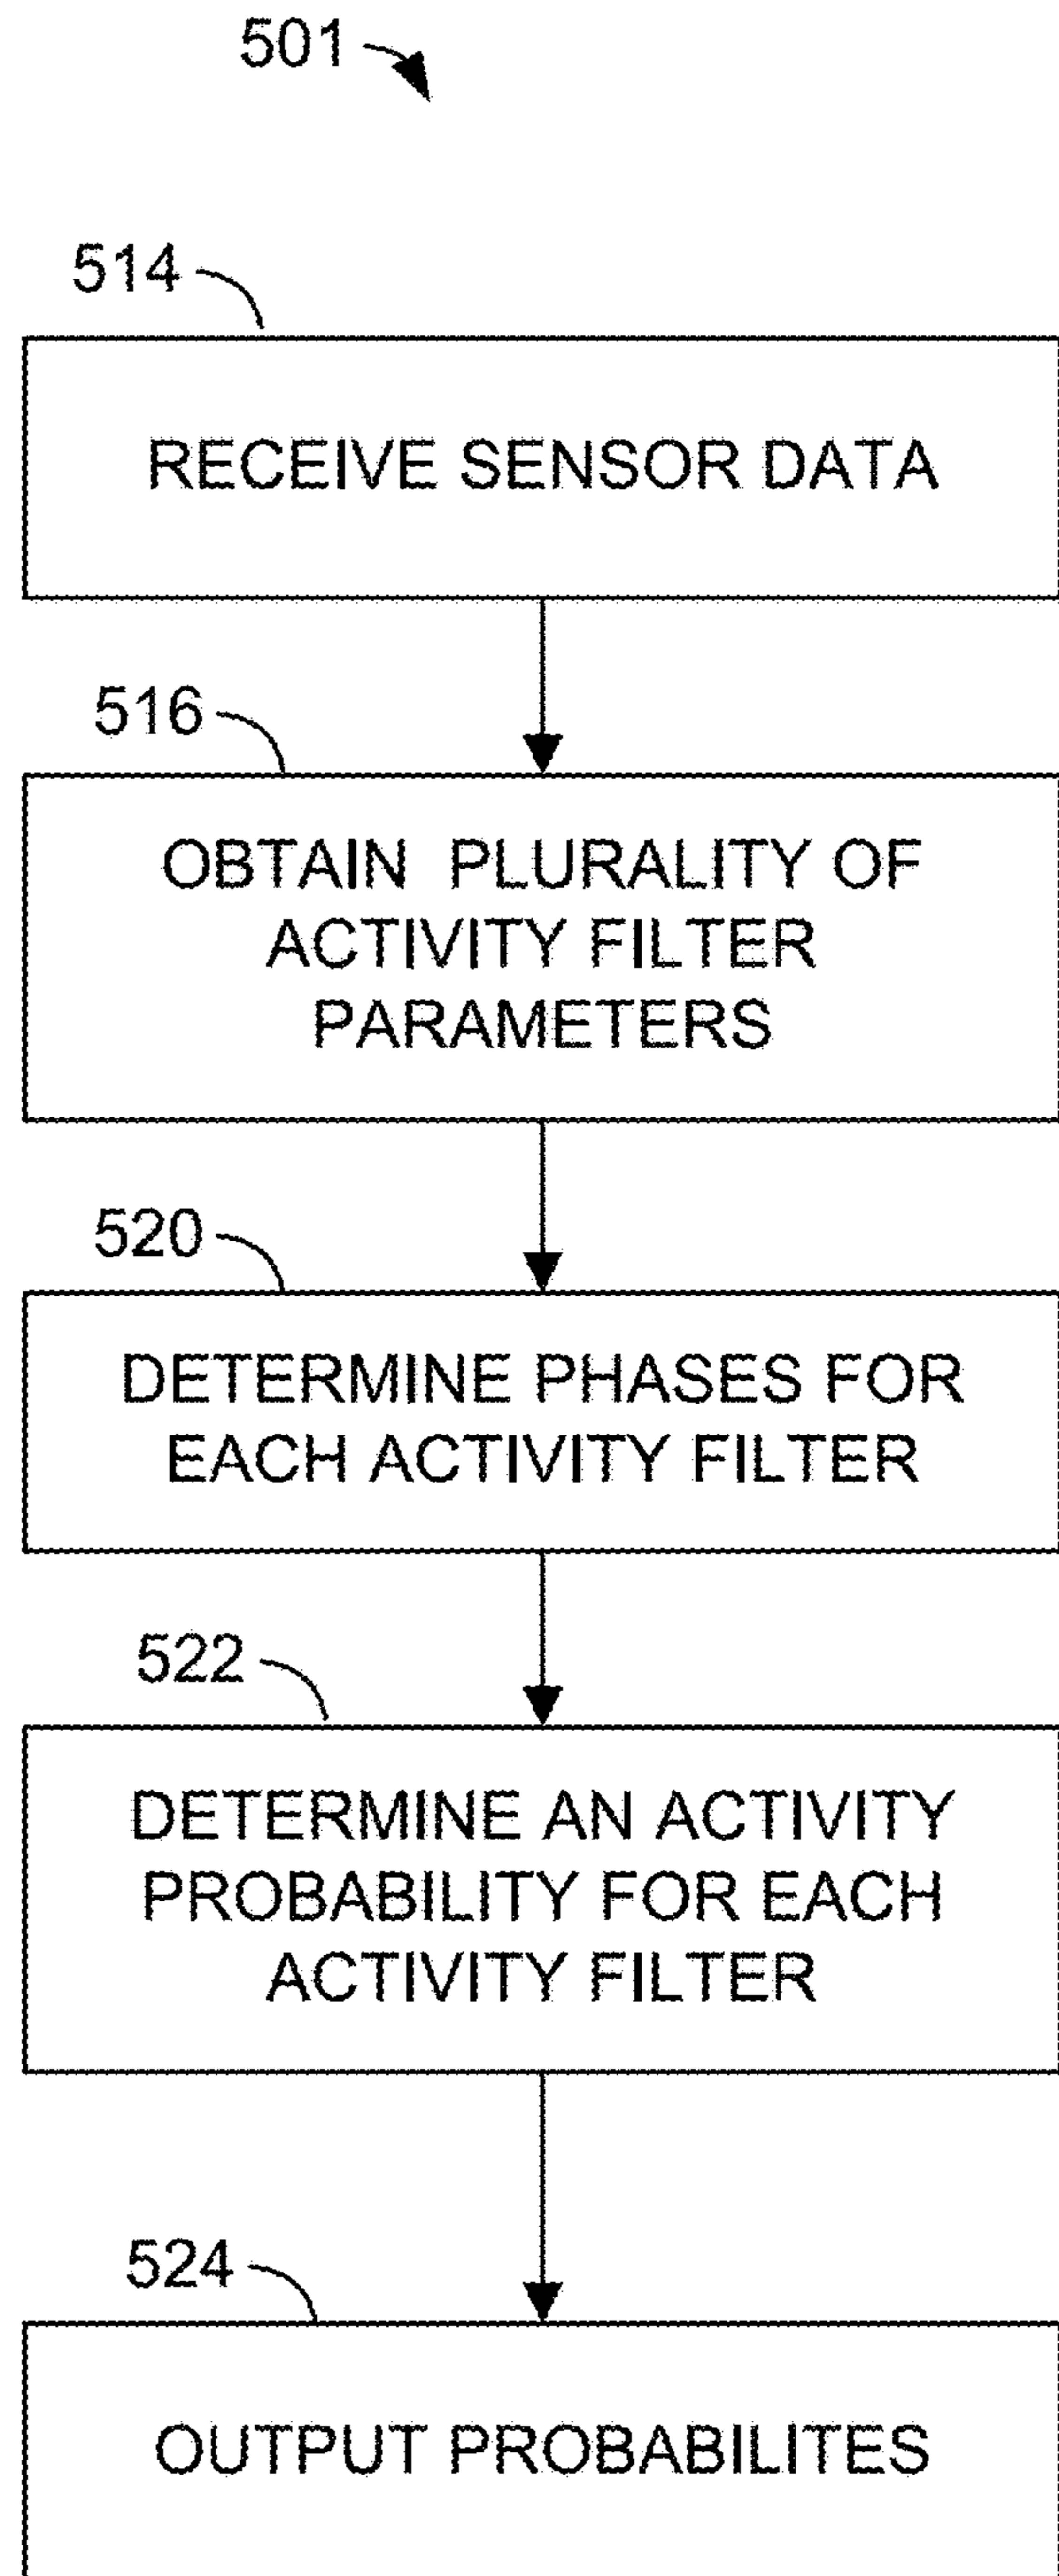 501
514
RECEIVE SENSOR DATA
516
OBTAIN PLURALITY OF
ACTIVITY FILTER
PARAMETERS
520
DETERMINE PHASES FOR
EACH ACTIVITY FILTER
522
DETERMINE AN ACTIVITY
PROBABILITY FOR EACH
ACTIVITY FILTER
524
OUTPUT PROBABILITES